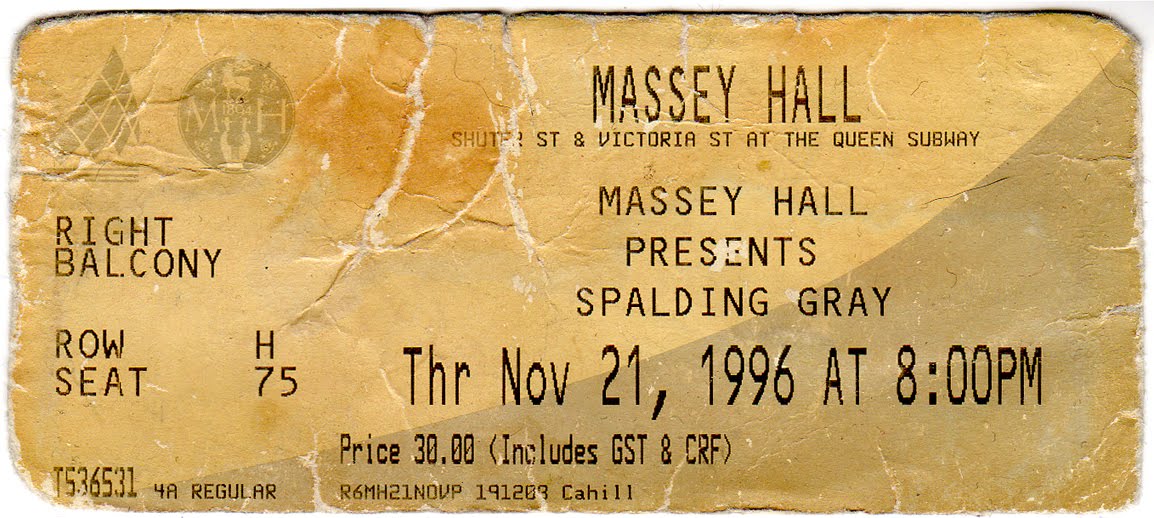 M H
1894
MASSEY HALL
SHUTER ST & VICTORIA ST AT THE QUEEN SUBWAY
MASSEY HALL
PRESENTS
SPALDING GRAY
RIGHT
BALCONY
ROW H
SEAT 75
Thr Nov 21, 1996 AT 8:00PM
Price 30.00 (Includes GST & CRF)
T536531 4A REGULAR
R6MH21NOVP 191208 Cahill